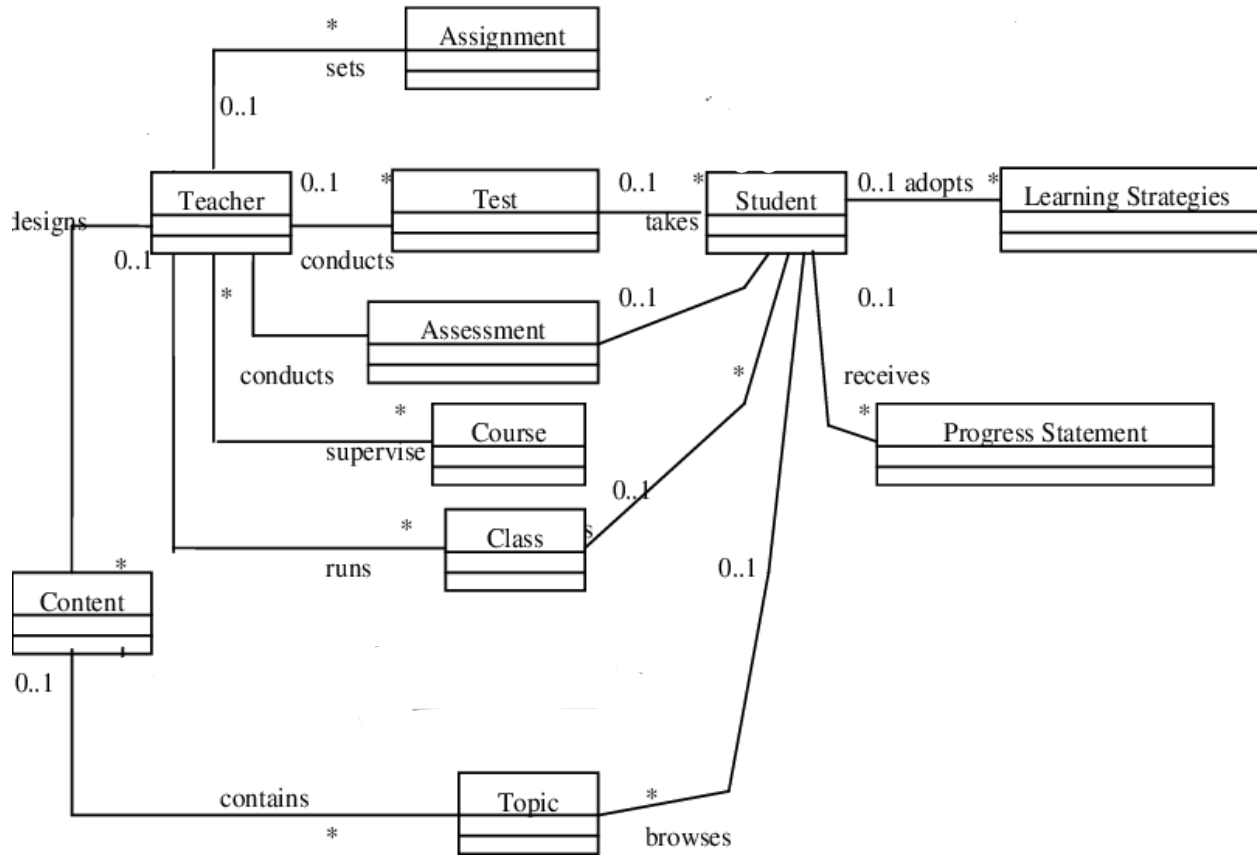 *
Assignment
sets
0..1
Teacher
0..1
*
Test
0..1
*
Student
0..1 adopts *
Learning Strategies
designs
takes
0..1
conducts
*
0..1
0..1
Assessment
conducts
*
receives
*
*
Course
Progress Statement
supervise
0..1
*
Class
s
runs
0..1
*
Content
0..1
contains
*
Topic
*
browses